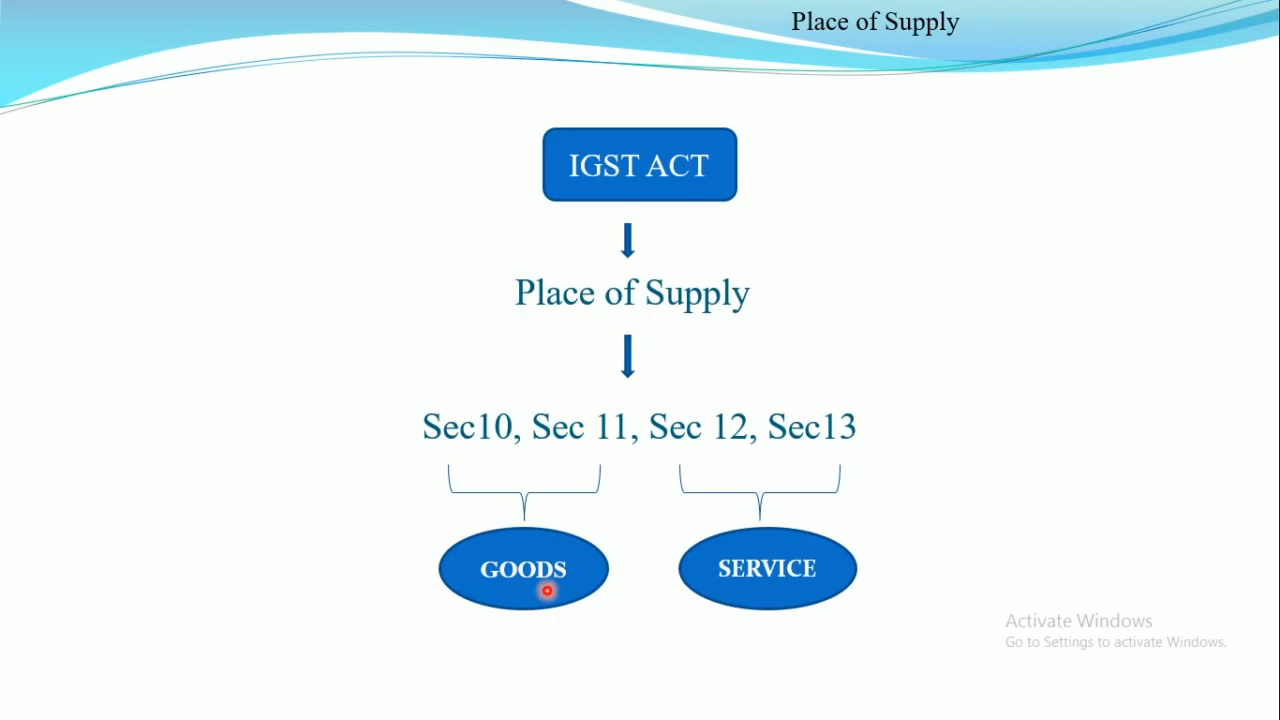 Place of Supply
IGST ACT
Place of Supply
Sec10, Sec 11, Sec 12, Sec13
GOODS
SERVICE
Activate Windows
Go to Settings to activate Windows.